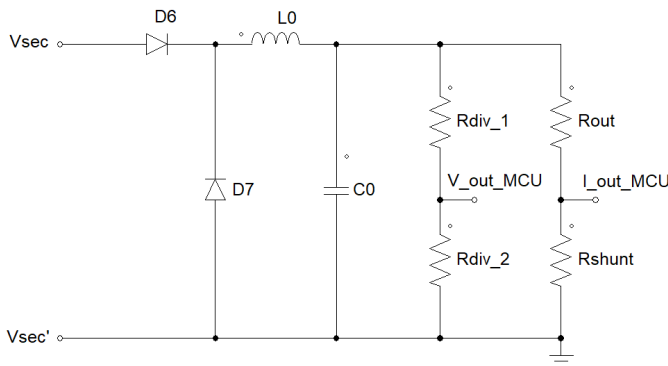 D6
L0
Vsec
Rdiv_1
Rout
V_out_MCU
I_out_MCU
D7
C0
Rdiv_2
Rshunt
Vsec'